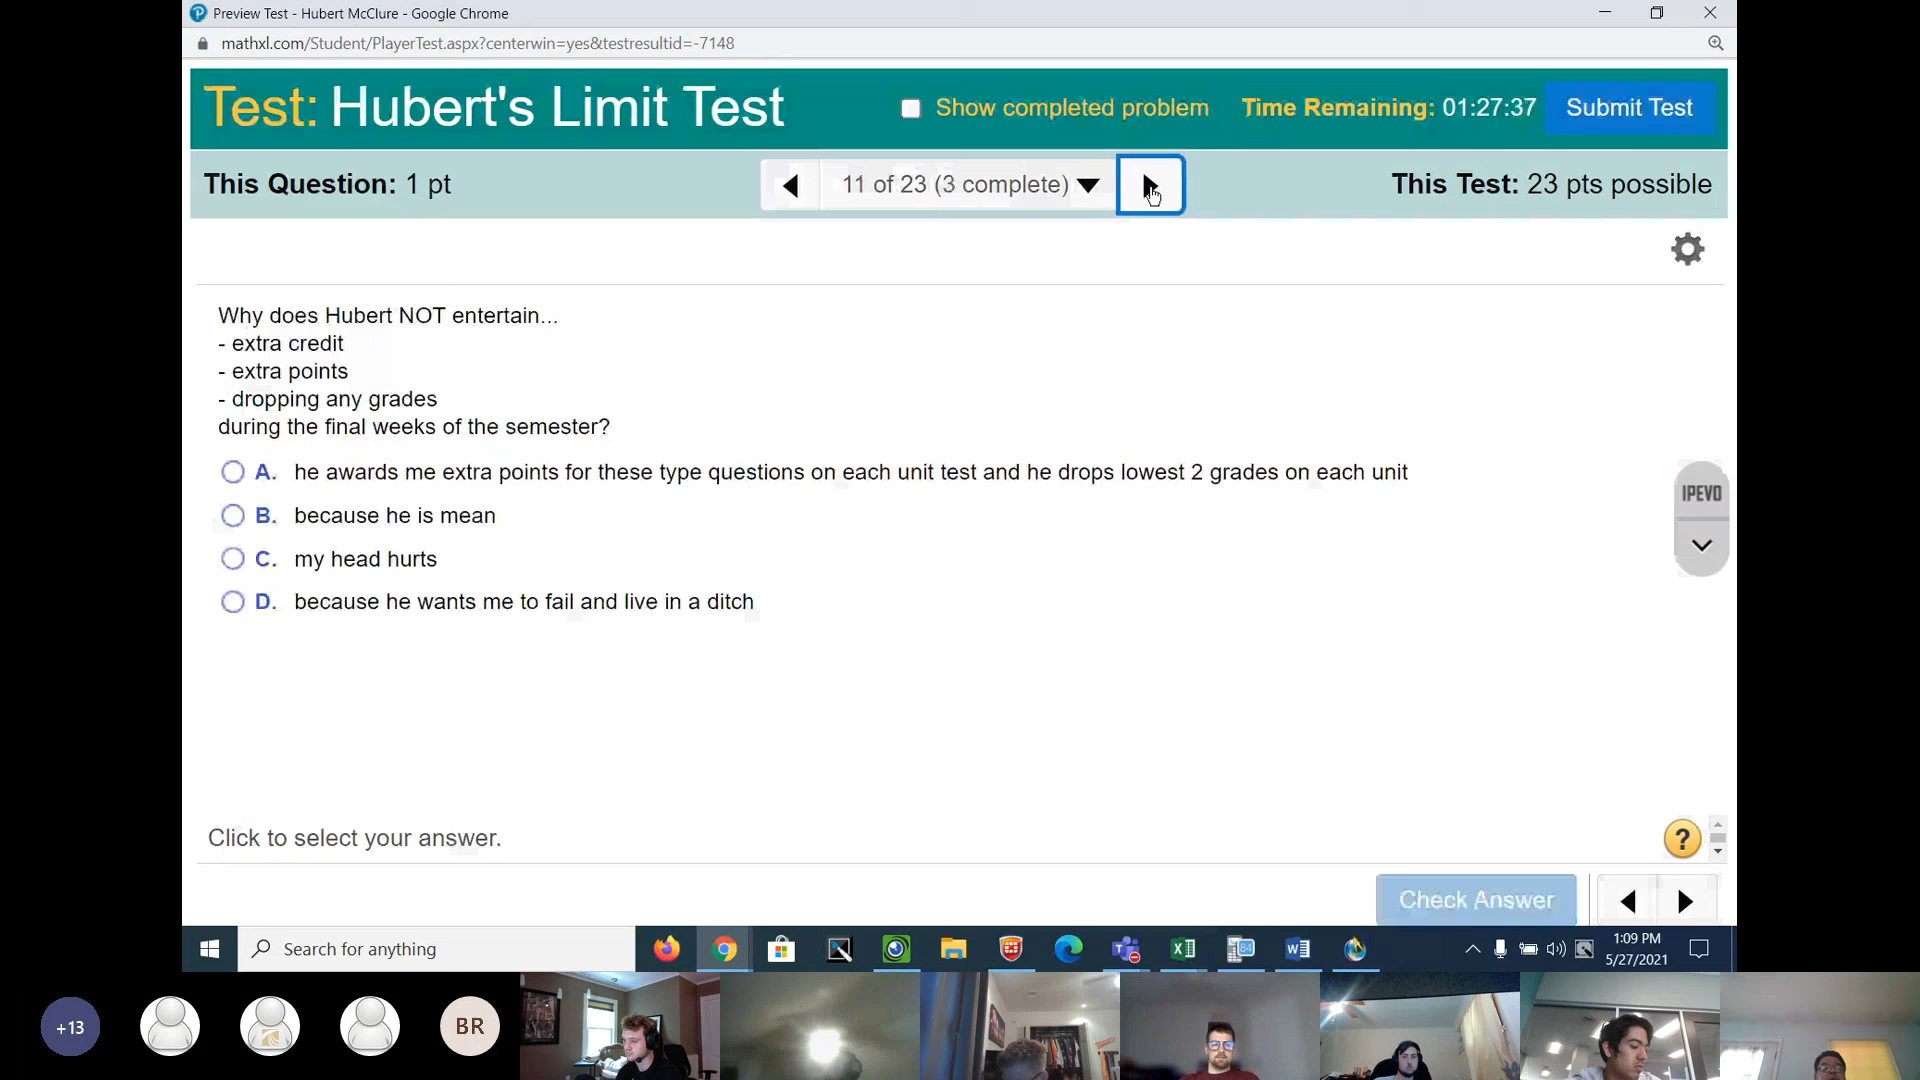 Preview Test - Hubert McClure - Google Chrome
mathxl.com/Student/PlayerTest.aspx?centerwin=yes&testresultid=-7148
Test: Hubert's Limit Test
Show completed problem
Time Remaining: 01:27:37
Submit Test
This Question: 1 pt
11 of 23 (3 complete)
This Test: 23 pts possible
Why does Hubert NOT entertain...
- extra credit
- extra points
- dropping any grades
during the final weeks of the semester?
A. he awards me extra points for these type questions on each unit test and he drops lowest 2 grades on each unit
B. because he is mean
C. my head hurts
D. because he wants me to fail and live in a ditch
IPEVO
Click to select your answer.
?
Check Answer
Search for anything
84
1:09 PM
5/27/2021
+13
BR